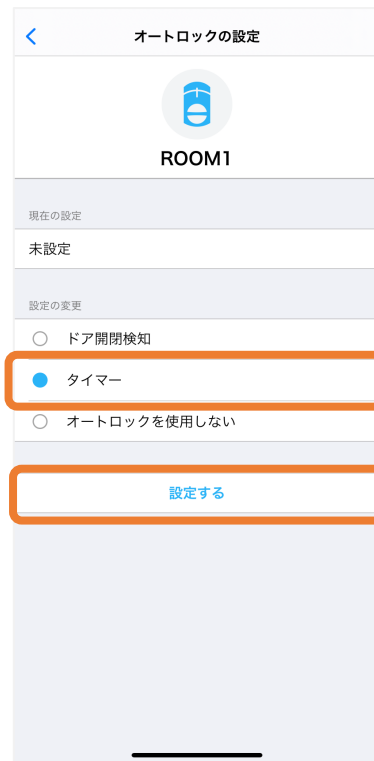 オートロックの設定
ROOM1
現在の設定
未設定
設定の変更
ドア開閉検知
タイマー
オートロックを使用しない
設定する